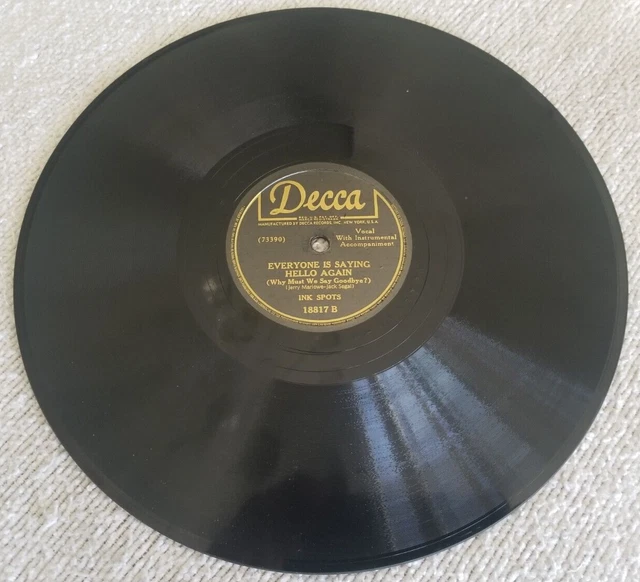 Decca
MANUFACTURED BY DECCA RECORDS, INC. NEW YORK, U.S.A.
(73390)
Vocal
With Instrumental
Accompaniment
EVERYONE IS SAYING
HELLO AGAIN
(Why Must We Say Goodbye?)
(Jerry Marlowe-Jack Segal)
INK SPOTS
18817 B